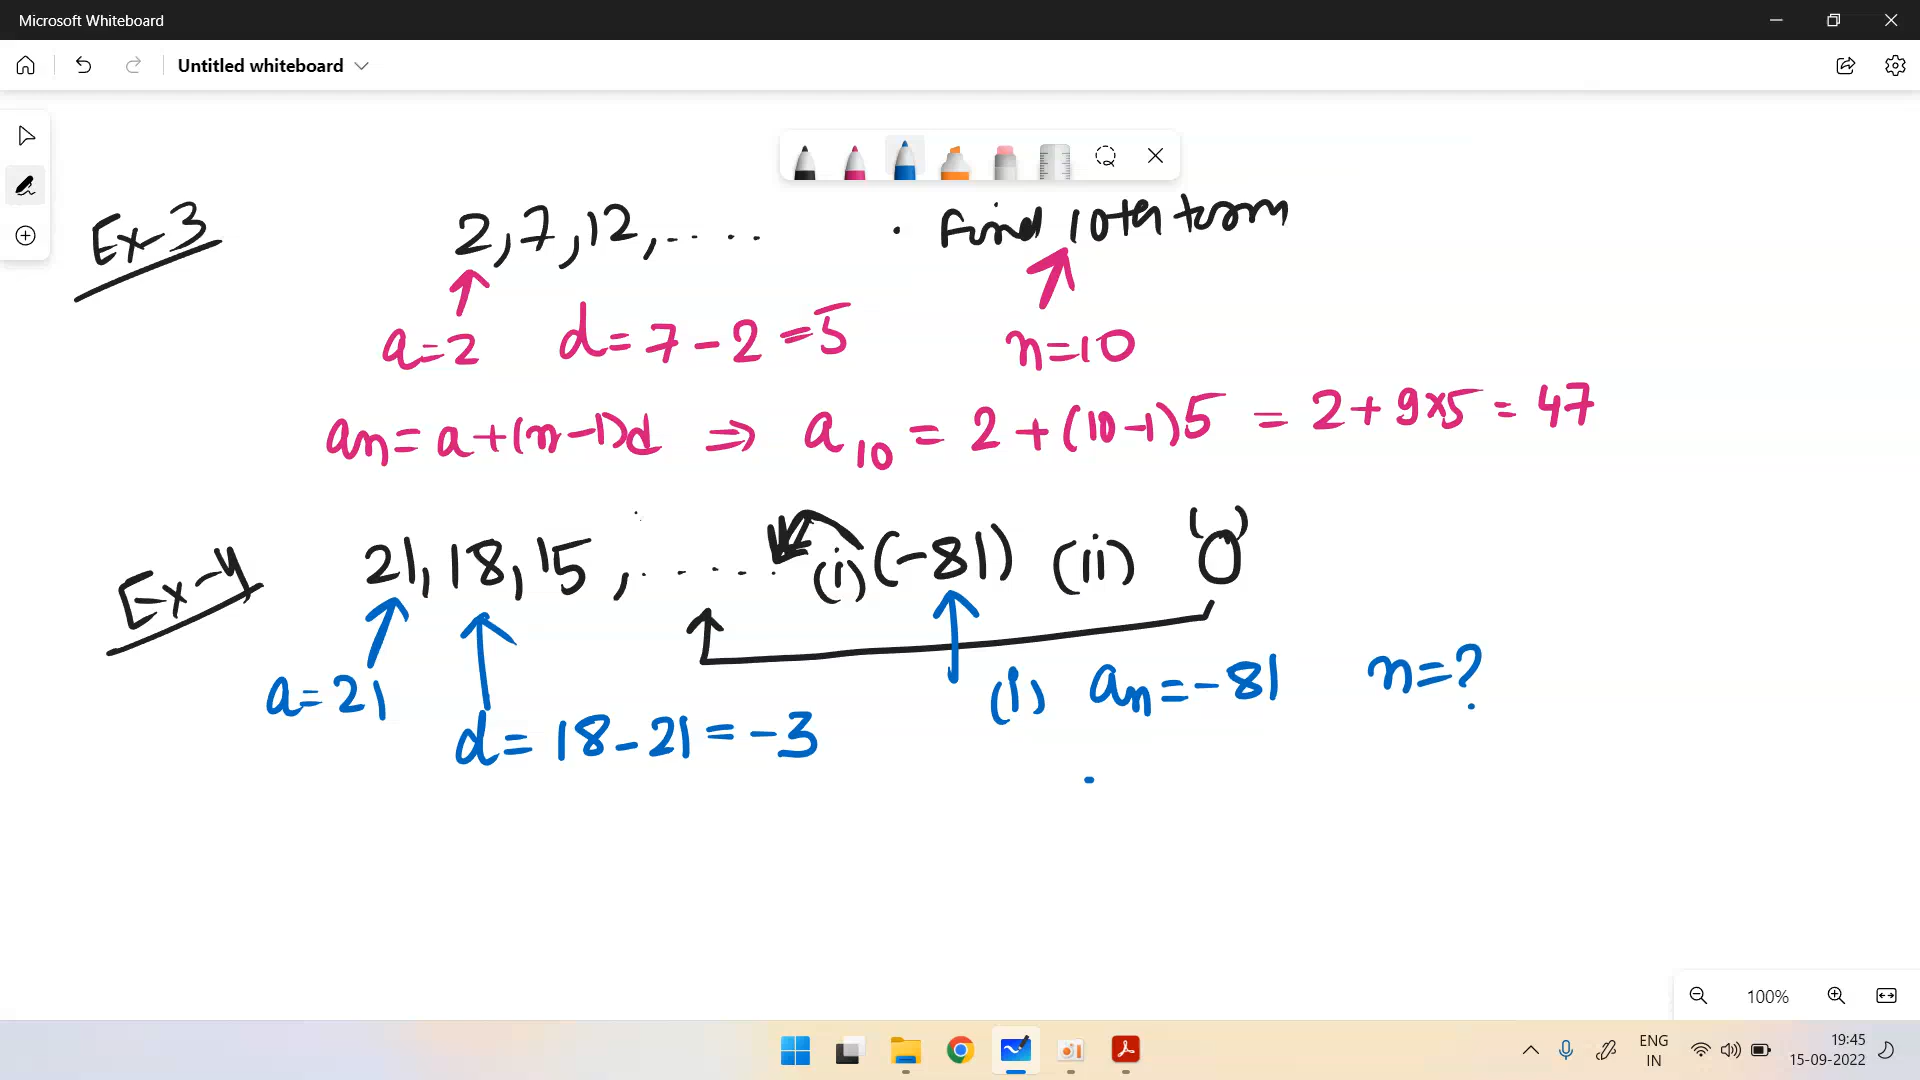 Microsoft Whiteboard
Untitled whiteboard
Ex-3 2, 7, 12, ..... . Find 10th term
a=2 d = 7 - 2 = 5 n=10
an = a+(n-1)d ⇒ a10 = 2+(10-1)5 = 2+9×5 = 47
Ex-4 21, 18, 15, ...... (i) (-81) (ii) (0)
a=21 (i) an = -81 n=?
d = 18-21 = -3
100%
ENG
IN
19:45
15-09-2022